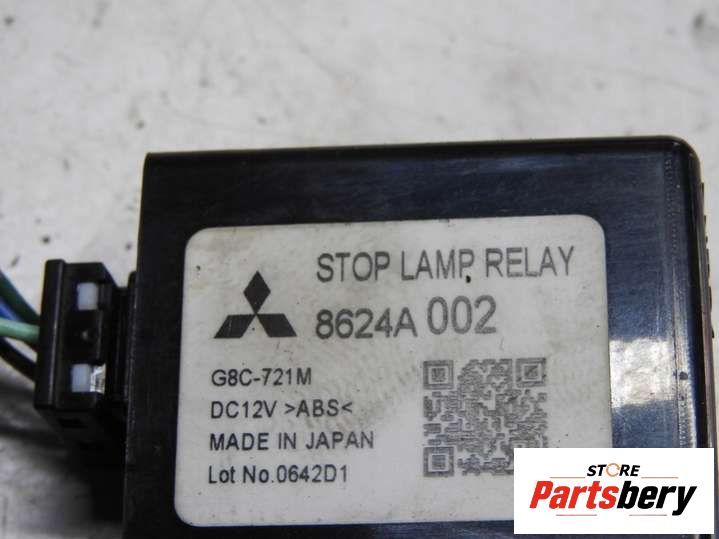 STOP LAMP RELAY
8624A 002
G8C-721M
DC12V >ABS<
MADE IN JAPAN
Lot No.0642D1
STORE
Partsbery